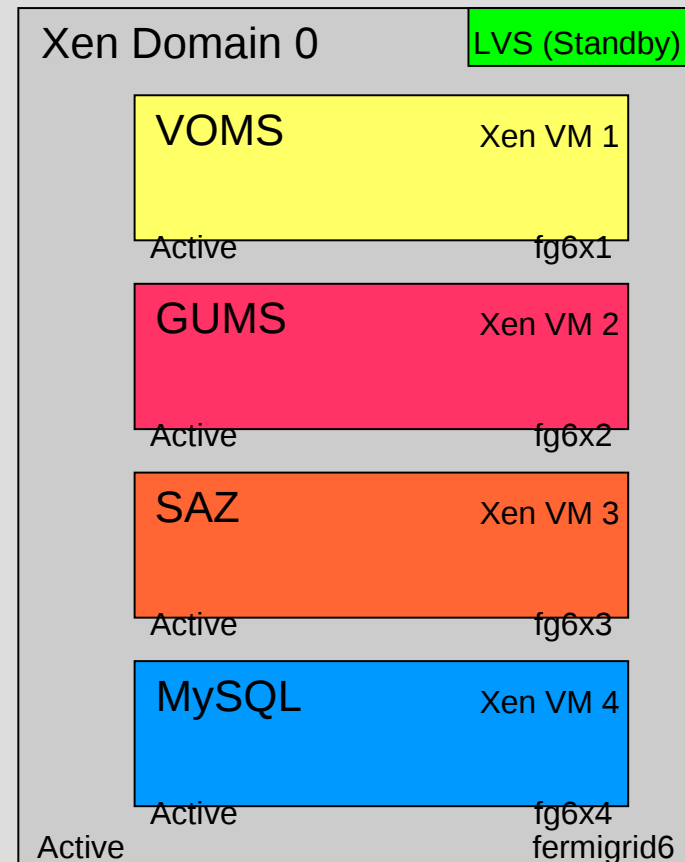 Xen Domain 0 LVS (Standby)
VOMS Xen VM 1
Active fg6x1
GUMS Xen VM 2
Active fg6x2
SAZ Xen VM 3
Active fg6x3
MySQL Xen VM 4
Active fg6x4
Active fermigrid6